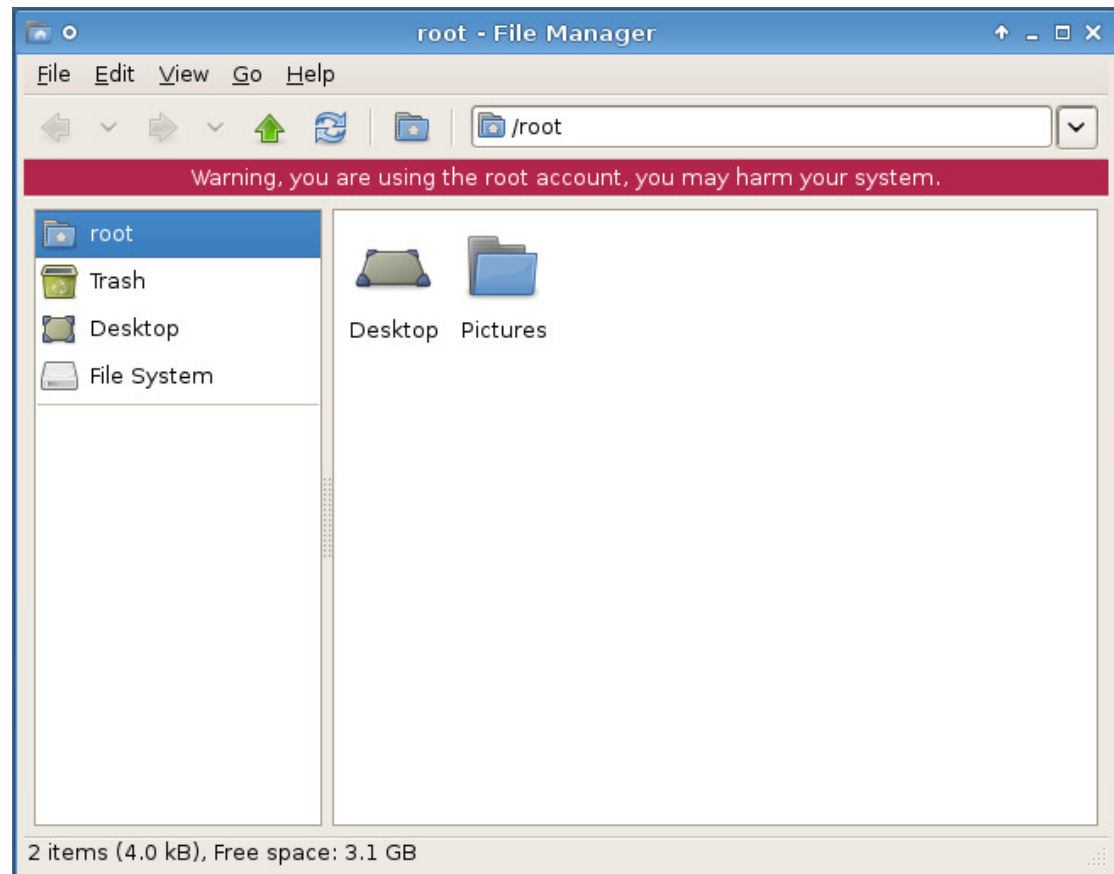 root - File Manager
File Edit View Go Help
/root
Warning, you are using the root account, you may harm your system.
root
Trash
Desktop
File System
Desktop Pictures
2 items (4.0 kB), Free space: 3.1 GB